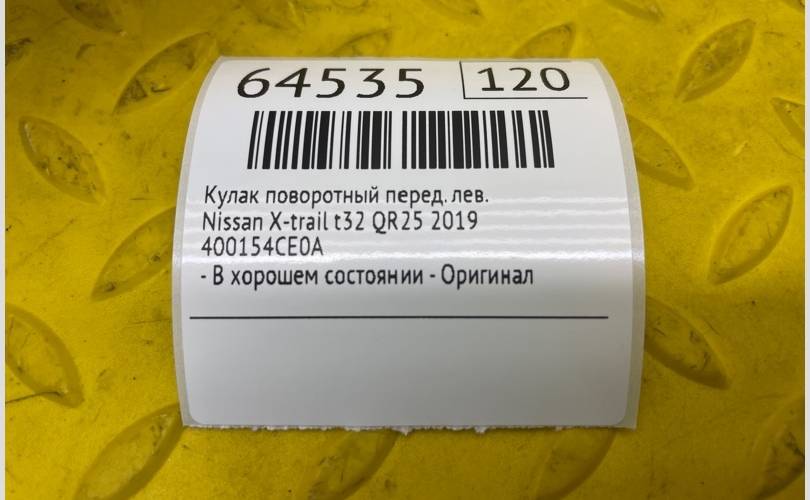 64535 120
Кулак поворотный перед. лев.
Nissan X-trail t32 QR25 2019
400154CE0A
- В хорошем состоянии - Оригинал